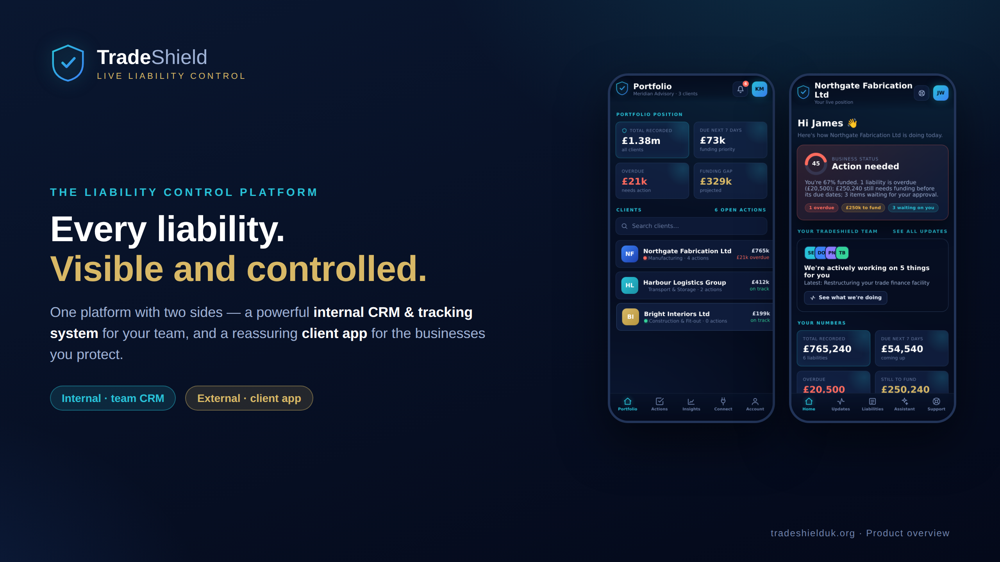 TradeShield
LIVE LIABILITY CONTROL
THE LIABILITY CONTROL PLATFORM
Every liability.
Visible and controlled.
One platform with two sides — a powerful internal CRM & tracking
system for your team, and a reassuring client app for the businesses
you protect.
Internal · team CRM
External · client app
Portfolio
Meridian Advisory · 3 clients
6
KM
PORTFOLIO POSITION
TOTAL RECORDED
£1.38m
all clients
DUE NEXT 7 DAYS
£73k
funding priority
OVERDUE
£21k
needs action
FUNDING GAP
£329k
projected
CLIENTS
6 OPEN ACTIONS
Search clients...
NF
Northgate Fabrication Ltd
£765k
Manufacturing · 4 actions
£21k overdue
HL
Harbour Logistics Group
£412k
Transport & Storage · 2 actions
on track
BI
Bright Interiors Ltd
£199k
Construction & Fit-out · 0 actions
on track
Portfolio
Actions
Insights
Connect
Account
Northgate Fabrication
Ltd
Your live position
JW
Hi James 👋
Here's how Northgate Fabrication Ltd is doing today.
45
BUSINESS STATUS
Action needed
You're 67% funded. 1 liability is overdue
(£20,500); £250,240 still needs funding before
its due dates; 3 items waiting for your approval.
1 overdue
£250k to fund
3 waiting on you
YOUR TRADESHIELD TEAM
SEE ALL UPDATES
SE
DO
PN
TB
We're actively working on 5 things
for you
Latest: Restructuring your trade finance facility
See what we're doing
YOUR NUMBERS
TOTAL RECORDED
£765,240
6 liabilities
DUE NEXT 7 DAYS
£54,540
coming up
OVERDUE
£20,500
STILL TO FUND
£250,240
Home
Updates
Liabilities
Assistant
Support
tradeshielduk.org · Product overview